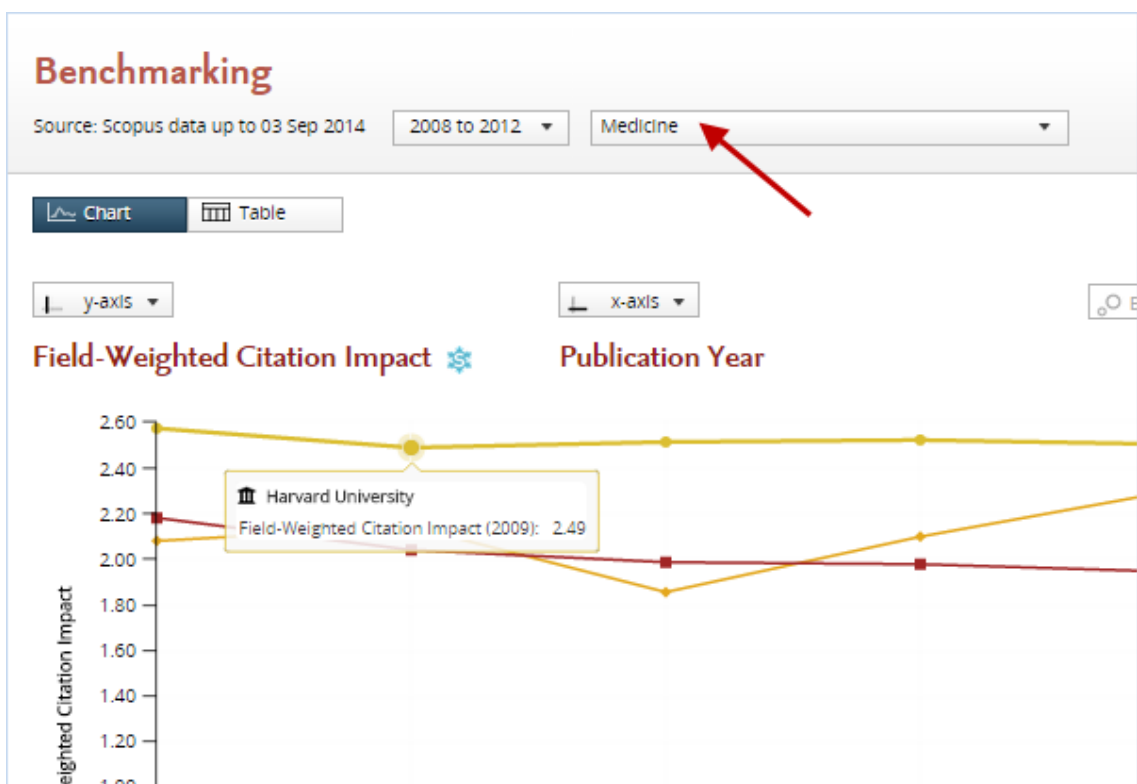 Benchmarking
Source: Scopus data up to 03 Sep 2014
2008 to 2012
Medicine
Chart
Table
y-axis
x-axis
Field-Weighted Citation Impact
Publication Year
2.60
2.40
Harvard University
2.20
Field-Weighted Citation Impact (2009): 2.49
2.00
1.80
1.60
1.40
1.20
Citation Impact